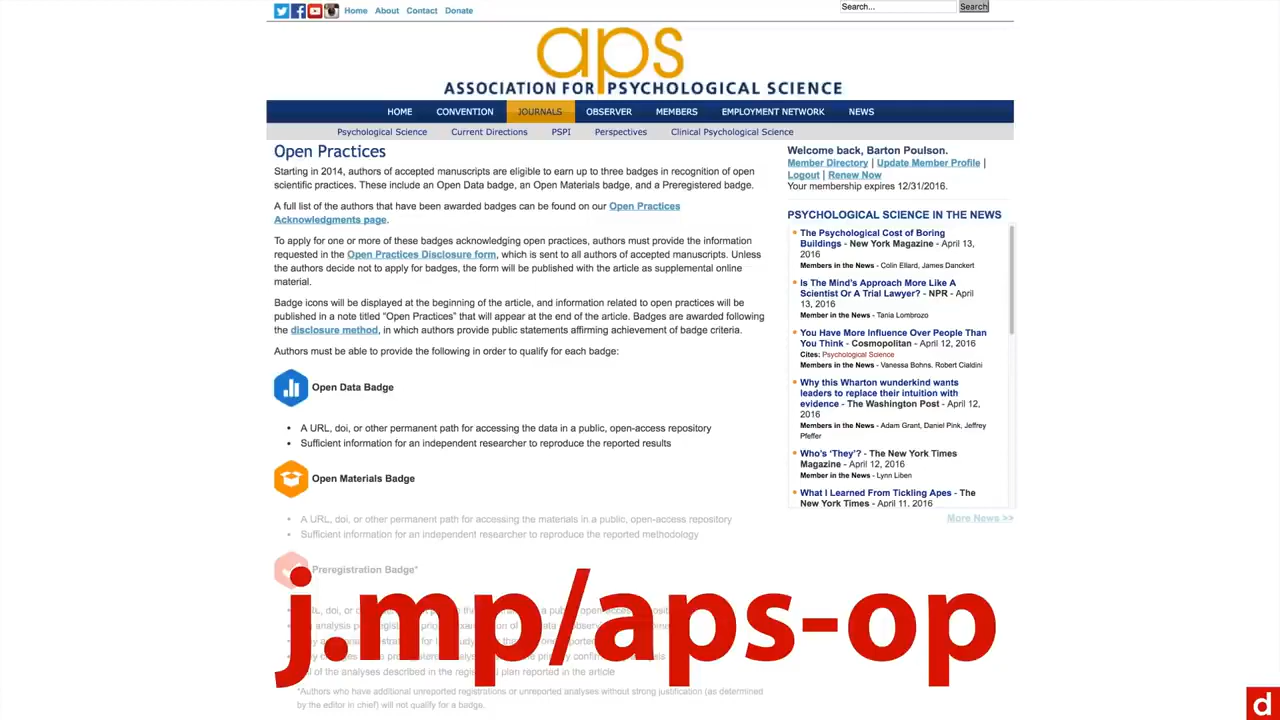 Home About Contact Donate
Search... Search
aps
ASSOCIATION FOR PSYCHOLOGICAL SCIENCE
HOME CONVENTION JOURNALS OBSERVER MEMBERS EMPLOYMENT NETWORK NEWS
Psychological Science Current Directions PSPI Perspectives Clinical Psychological Science
Open Practices
Starting in 2014, authors of accepted manuscripts are eligible to earn up to three badges in recognition of open
scientific practices. These include an Open Data badge, an Open Materials badge, and a Preregistered badge.
A full list of the authors that have been awarded badges can be found on our Open Practices
Acknowledgments page.
To apply for one or more of these badges acknowledging open practices, authors must provide the information
requested in the Open Practices Disclosure form, which is sent to all authors of accepted manuscripts. Unless
the authors decide not to apply for badges, the form will be published with the article as supplemental online
material.
Badge icons will be displayed at the beginning of the article, and information related to open practices will be
published in a note titled “Open Practices” that will appear at the end of the article. Badges are awarded following
the disclosure method, in which authors provide public statements affirming achievement of badge criteria.
Authors must be able to provide the following in order to qualify for each badge:
Open Data Badge
• A URL, doi, or other permanent path for accessing the data in a public, open-access repository
• Sufficient information for an independent researcher to reproduce the reported results
Open Materials Badge
• A URL, doi, or other permanent path for accessing the materials in a public, open-access repository
• Sufficient information for an independent researcher to reproduce the reported methodology
Preregistration Badge*
of the analyses described in the plan reported in the article
*Authors who have additional unreported registrations or unreported analyses without strong justification (as determined
by the editor in chief) will not qualify for a badge.
j.mp/aps-op
Welcome back, Barton Poulson.
Member Directory | Update Member Profile |
Logout | Renew Now
Your membership expires 12/31/2016.
PSYCHOLOGICAL SCIENCE IN THE NEWS
• The Psychological Cost of Boring
Buildings - New York Magazine - April 13,
2016
Members in the News - Colin Ellard, James Danckert
• Is The Mind’s Approach More Like A
Scientist Or A Trial Lawyer? - NPR - April
13, 2016
Member in the News - Tania Lombrozo
• You Have More Influence Over People Than
You Think - Cosmopolitan - April 12, 2016
Cites: Psychological Science
Members in the News - Vanessa Bohns, Robert Cialdini
• Why this Wharton wunderkind wants
leaders to replace their intuition with
evidence - The Washington Post - April 12,
2016
Members in the News - Adam Grant, Daniel Pink, Jeffrey
Pfeffer
• Who’s ‘They’? - The New York Times
Magazine - April 12, 2016
Member in the News - Lynn Liben
• What I Learned From Tickling Apes - The
New York Times - April 11, 2016
More News >>
d